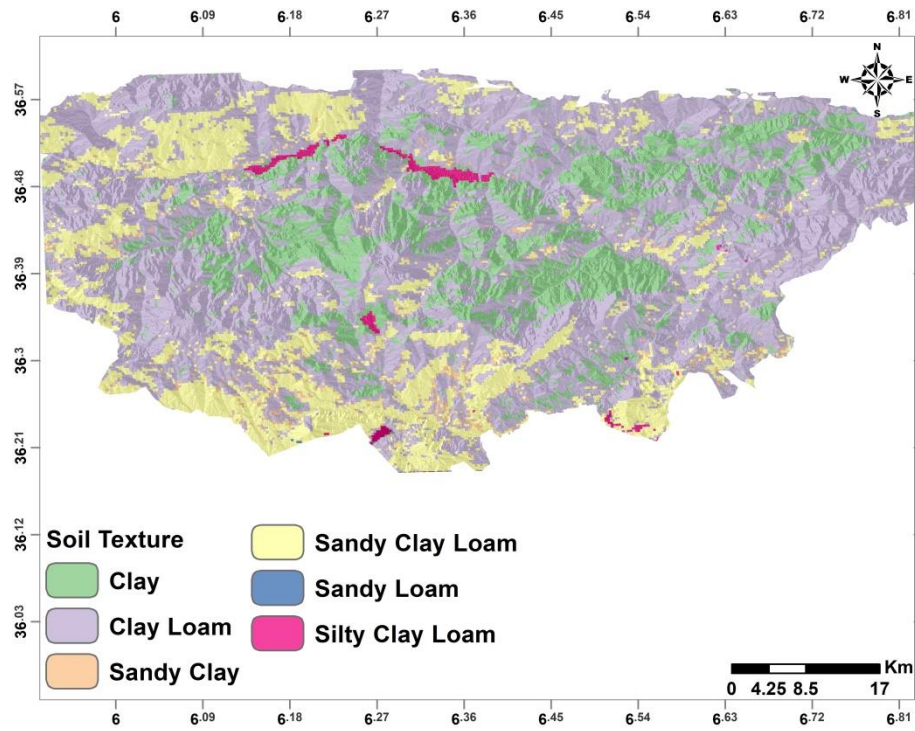 6 6.09 6.18 6.27 6.36 6.45 6.54 6.63 6.72 6.81
N
W E
S
36.57
36.48
36.39
36.3
36.21
36.12
36.03
Soil Texture
Clay
Clay Loam
Sandy Clay
Sandy Clay Loam
Sandy Loam
Silty Clay Loam
Km
0 4.25 8.5 17
6 6.09 6.18 6.27 6.36 6.45 6.54 6.63 6.72 6.81